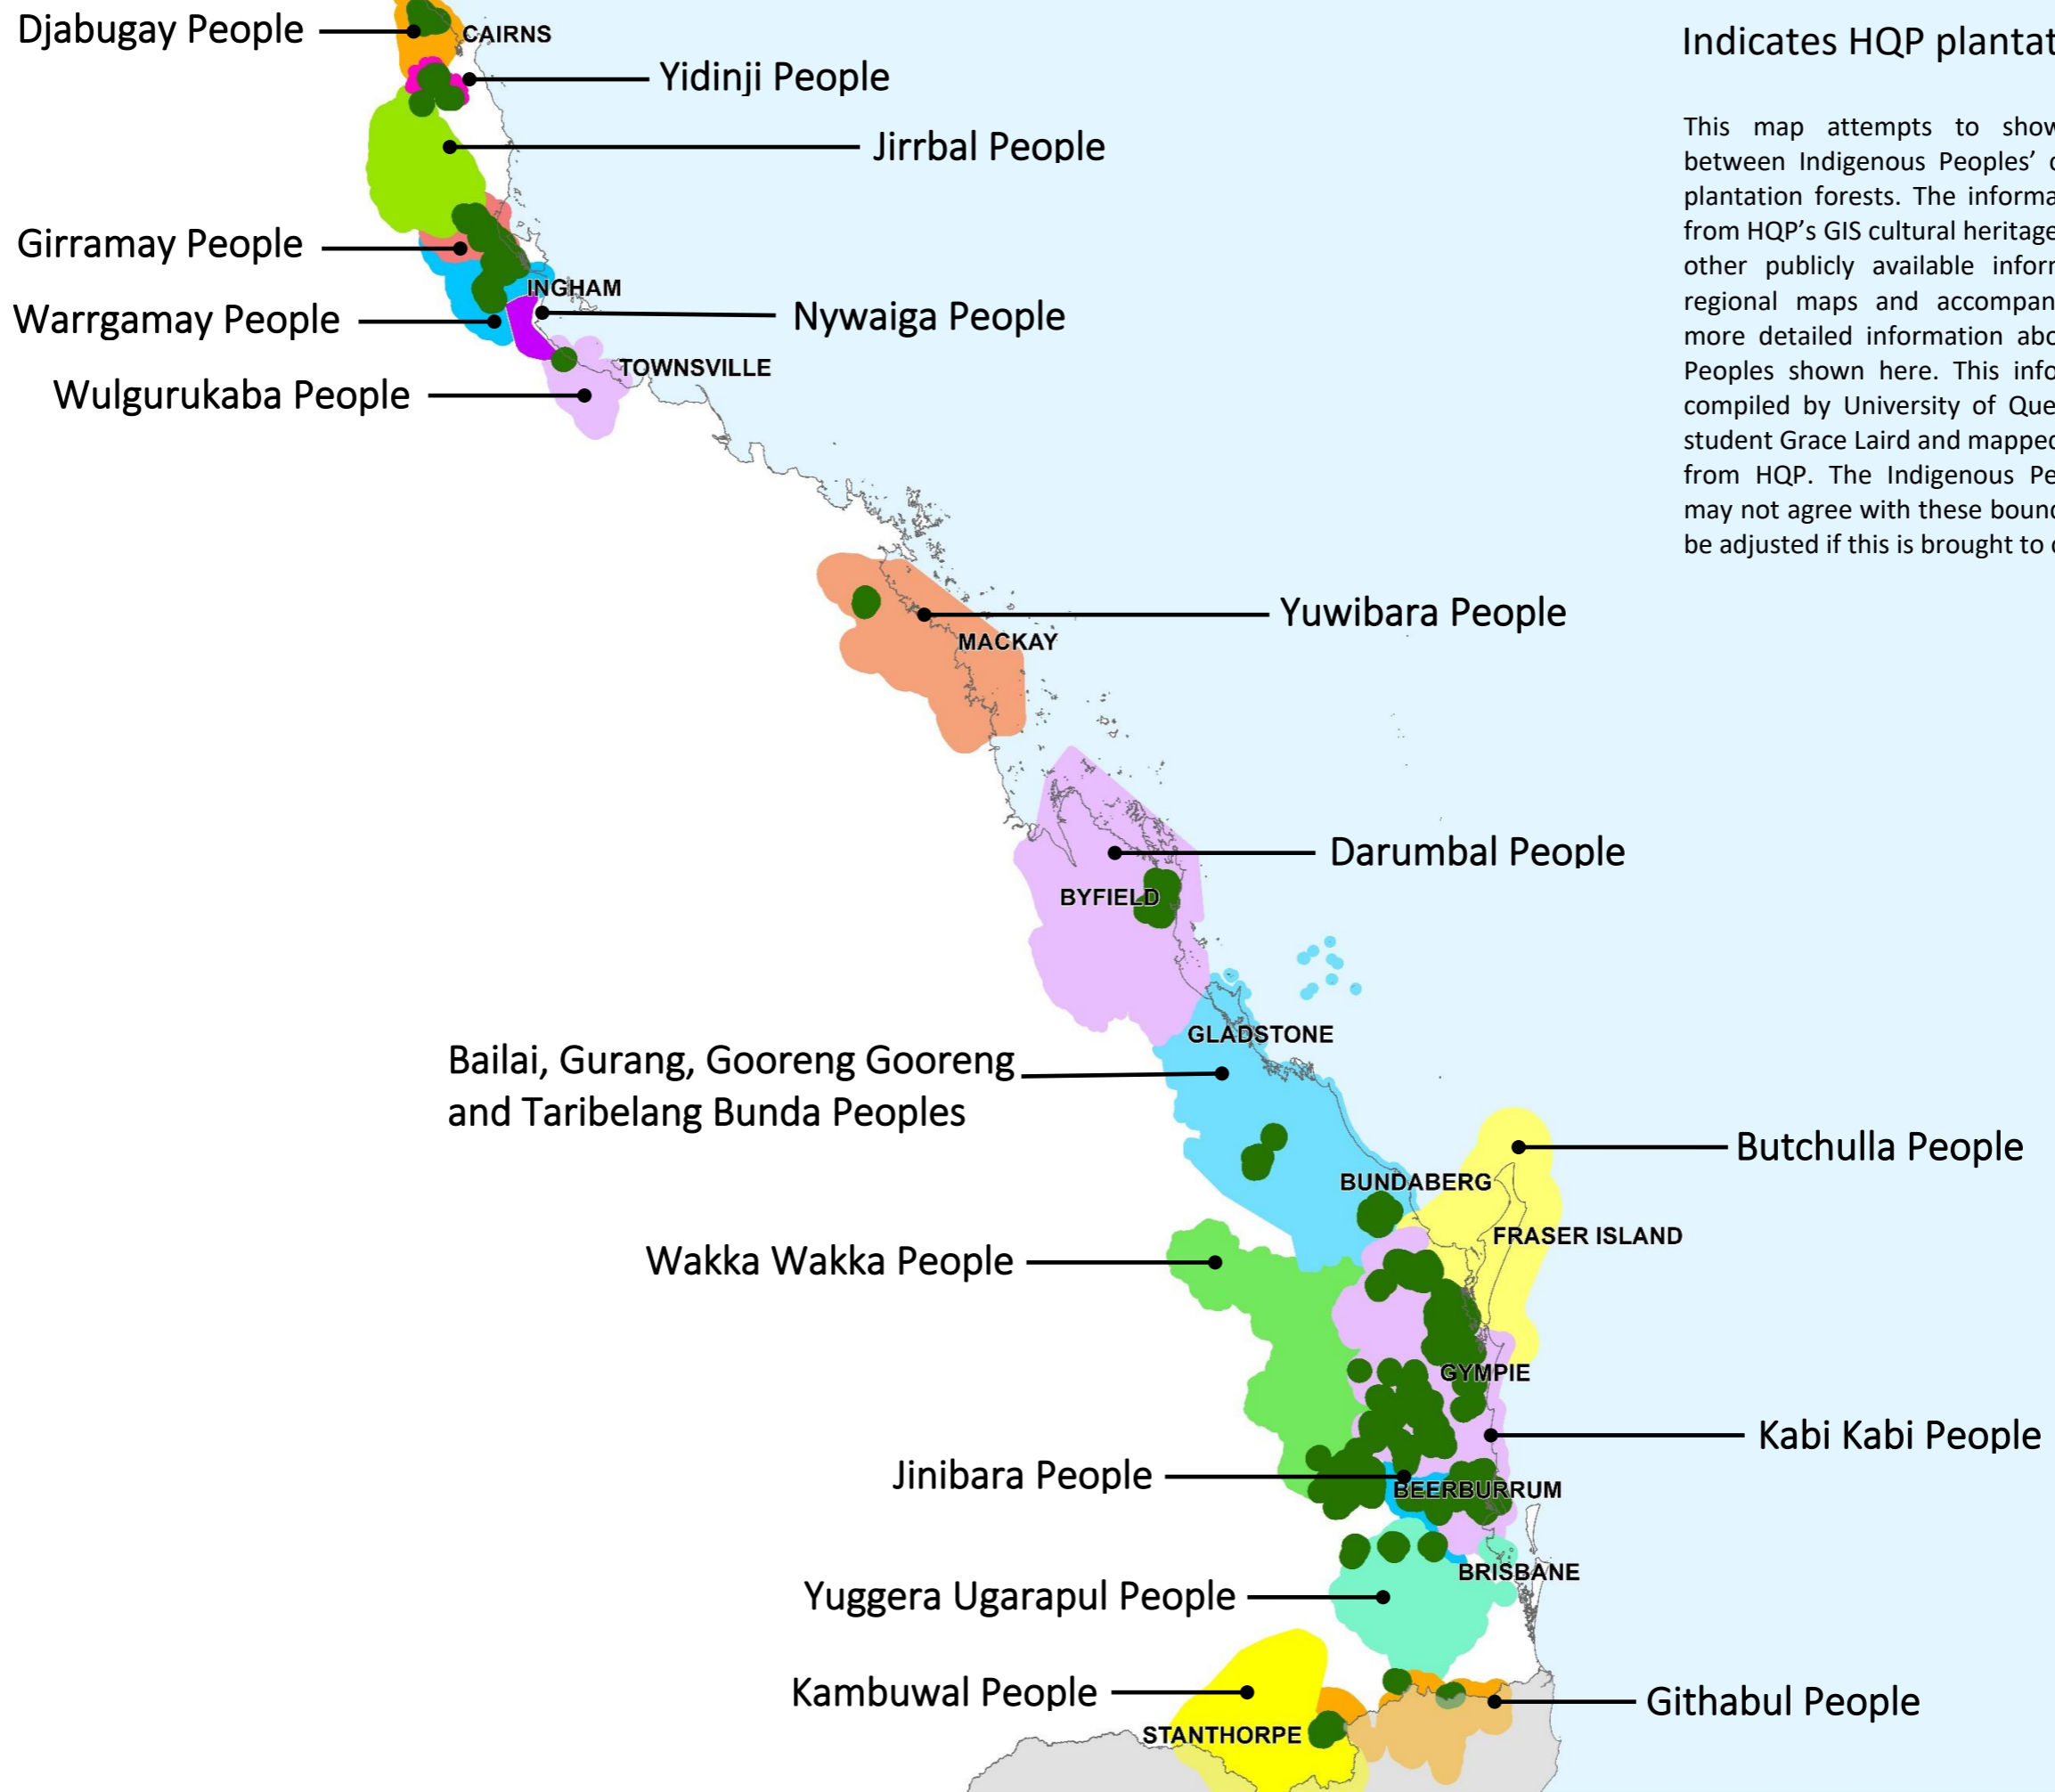 Djabugay People
CAIRNS
Yidinji People
Jirrbal People
Girramay People
INGHAM
Warrgamay People
Nywaiga People
TOWNSVILLE
Wulgurukaba People
Indicates HQP plantat
This map attempts to show
between Indigenous Peoples’
plantation forests. The informa
from HQP’s GIS cultural heritage
other publicly available infor
regional maps and accompan
more detailed information abo
Peoples shown here. This info
compiled by University of Que
student Grace Laird and mapped
from HQP. The Indigenous Pe
may not agree with these bound
be adjusted if this is brought to
Yuwibara People
MACKAY
Darumbal People
BYFIELD
GLADSTONE
Bailai, Gurang, Gooreng Gooreng
and Taribelang Bunda Peoples
Butchulla People
BUNDABERG
FRASER ISLAND
Wakka Wakka People
GYMPIE
Kabi Kabi People
Jinibara People
BEERBURRUM
BRISBANE
Yuggera Ugarapul People
Kambuwal People
Githabul People
STANTHORPE